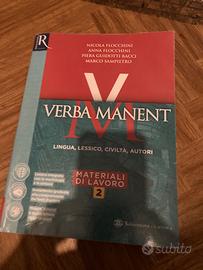 R
NICOLA FLOCCHINI
ANNA FLOCCHINI
PIERA GUIDOTTI BACCI
MARCO SAMPIETRO
VM
VERBA MANENT
LINGUA, LESSICO, CIVILTÀ, AUTORI
MATERIALI
DI LAVORO
2
subito